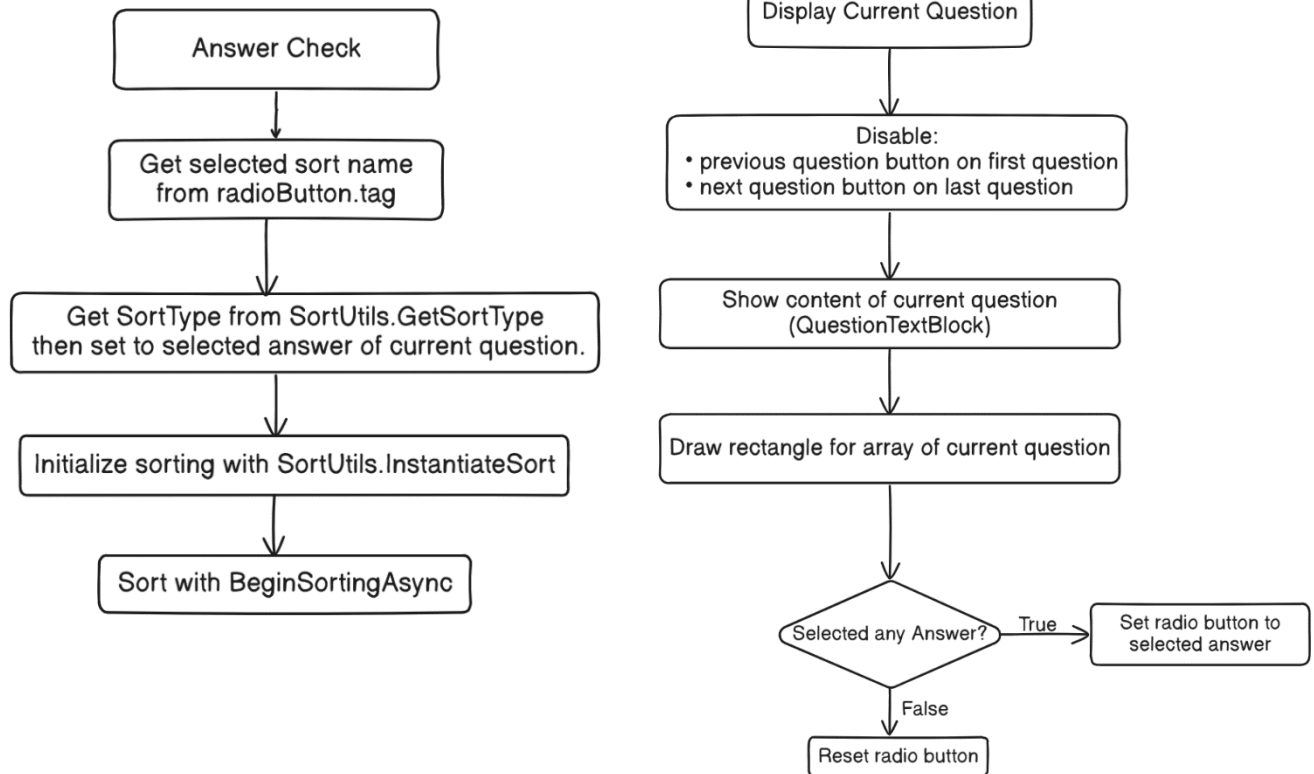 Answer Check
Get selected sort name
from radioButton.tag
Get SortType from SortUtils.GetSortType
then set to selected answer of current question.
Initialize sorting with SortUtils.InstantiateSort
Sort with BeginSortingAsync
Display Current Question
Disable:
• previous question button on first question
• next question button on last question
Show content of current question
(QuestionTextBlock)
Draw rectangle for array of current question
Selected any Answer?
True
Set radio button to
selected answer
False
Reset radio button